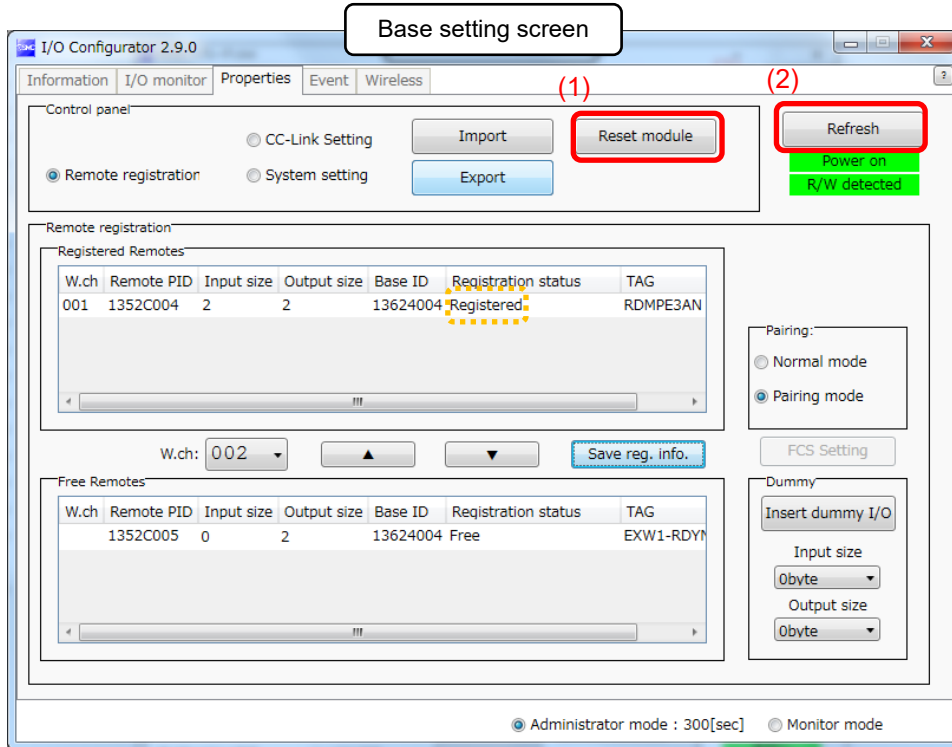 Base setting screen
SMC I/O Configurator 2.9.0
Information I/O monitor Properties Event Wireless ?
(1) (2)
Control panel
CC-Link Setting Import Reset module Refresh
Power on
Remote registration System setting Export R/W detected
Remote registration
Registered Remotes
W.ch Remote PID Input size Output size Base ID Registration status TAG
001 1352C004 2 2 13624004 Registered RDMPE3AN
Pairing:
Normal mode
Pairing mode
W.ch: 002 ▲ ▼ Save reg. info. FCS Setting
Free Remotes Dummy
W.ch Remote PID Input size Output size Base ID Registration status TAG Insert dummy I/O
1352C005 0 2 13624004 Free EXW1-RDYN
Input size
0byte
Output size
0byte
Administrator mode : 300[sec] Monitor mode